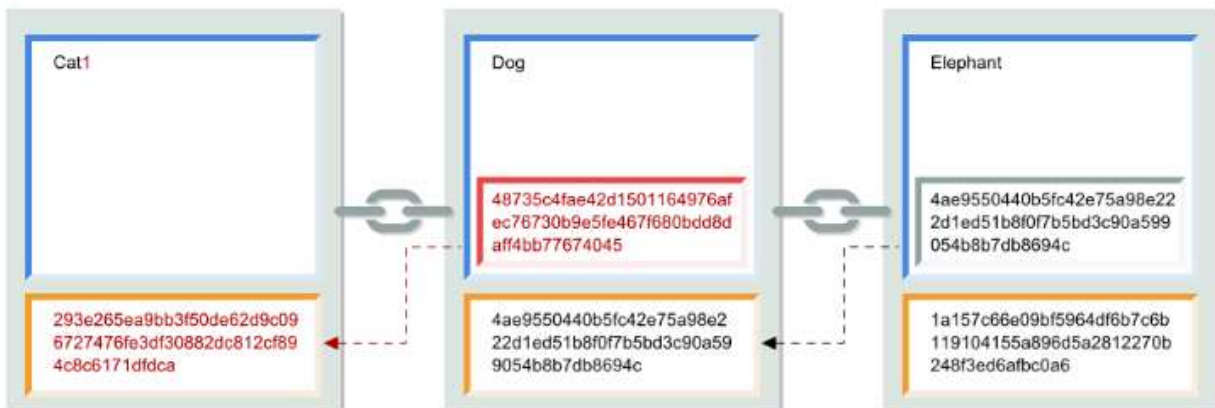 Cat1
293e265ea9bb3f50de62d9c09
6727476fe3df30882dc812cf89
4c8c6171dfdca
Dog
48735c4fae42d1501164976af
ec76730b9e5fe467f680bdd8d
aff4bb77674045
4ae9550440b5fc42e75a98e2
22d1ed51b8f0f7b5bd3c90a59
9054b8b7db8694c
Elephant
4ae9550440b5fc42e75a98e22
2d1ed51b8f0f7b5bd3c90a599
054b8b7db8694c
1a157c66e09bf5964df6b7c6b
119104155a896d5a2812270b
248f3ed6afbc0a6